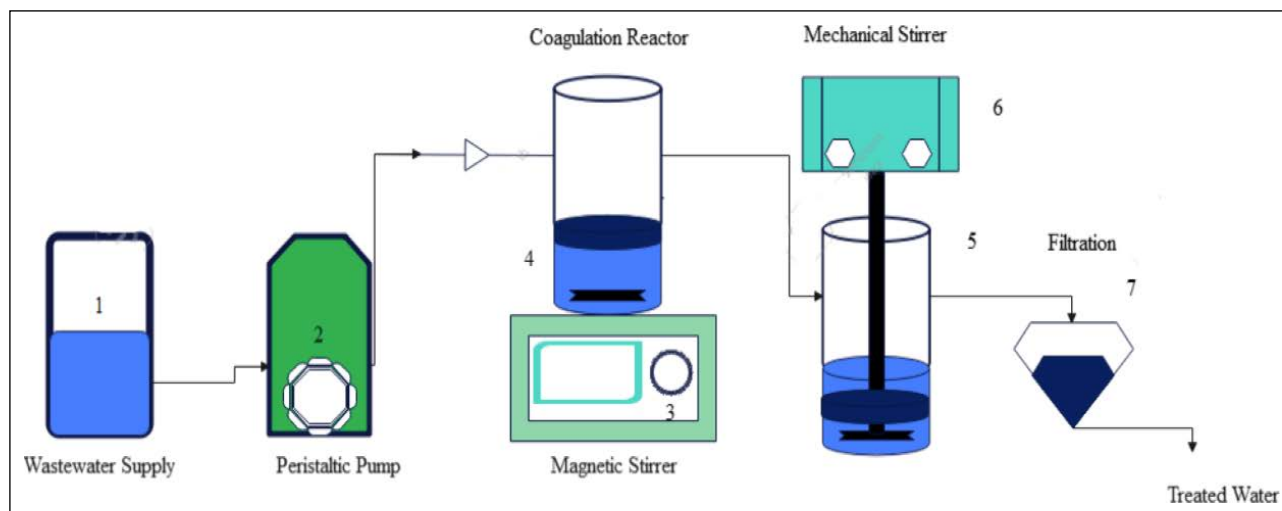 Coagulation Reactor
Mechanical Stirrer
6
5
Filtration
4
7
1
2
3
Wastewater Supply
Peristaltic Pump
Magnetic Stirrer
Treated Water